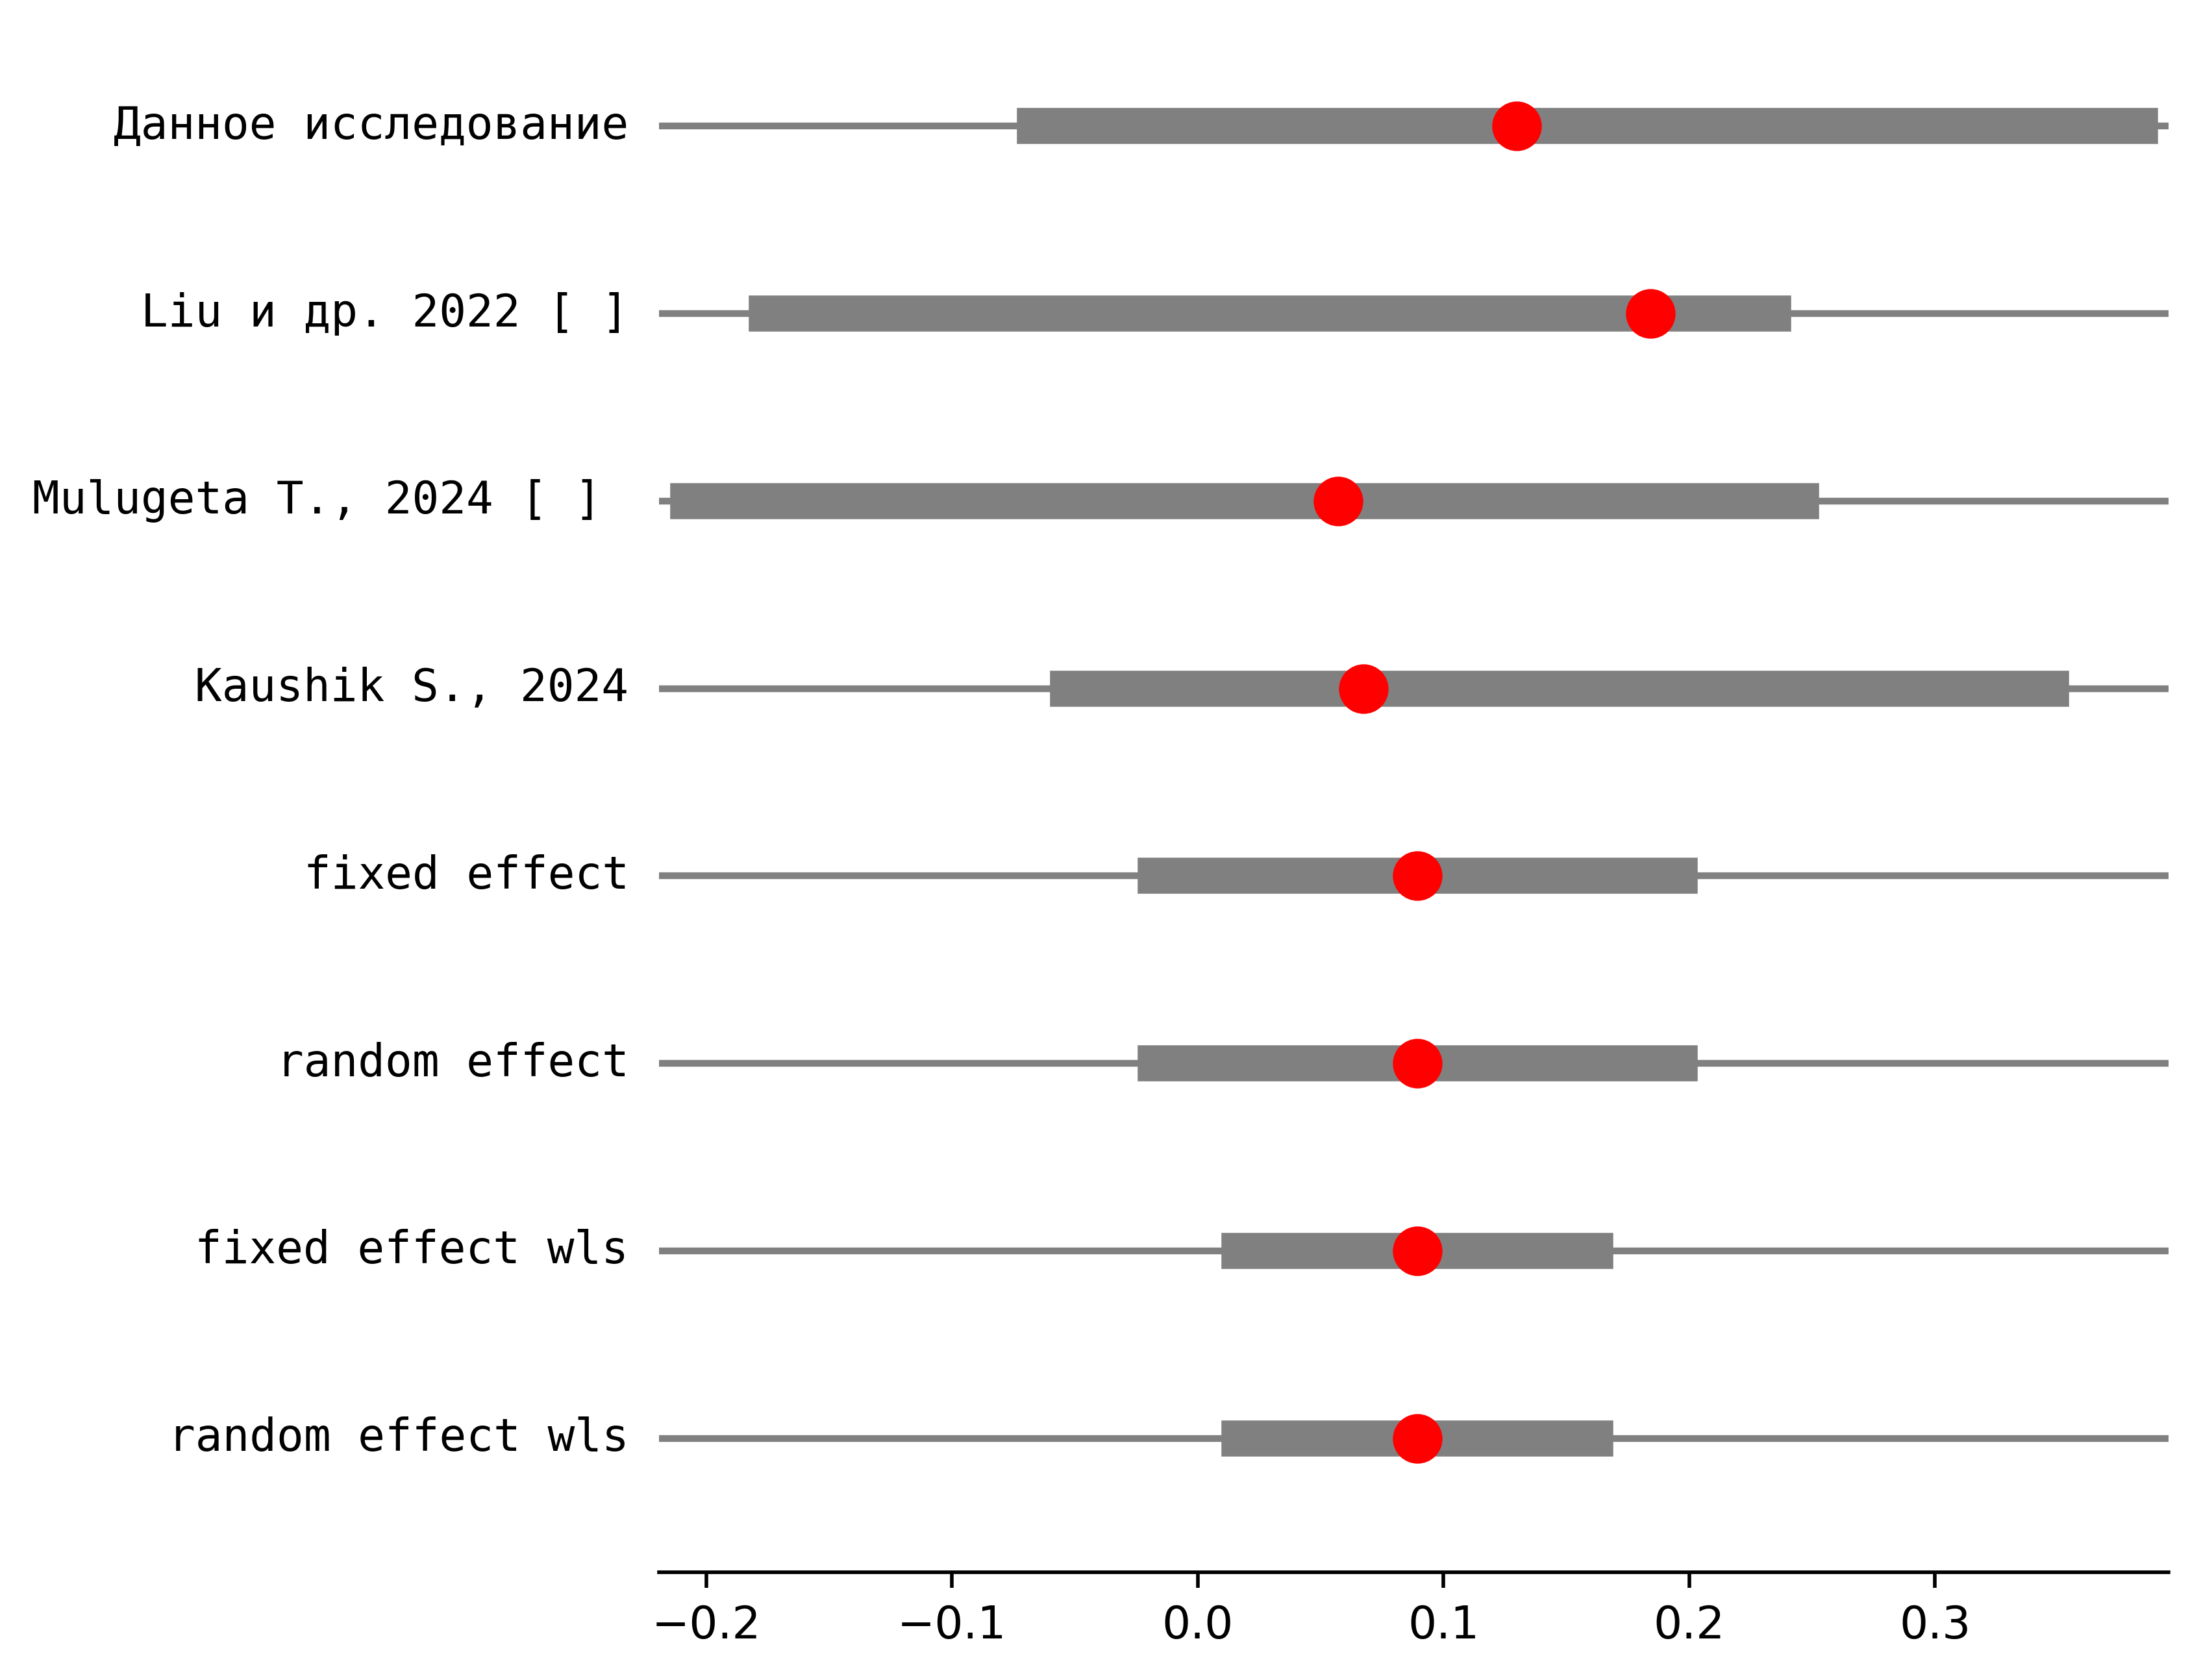 Данное исследование
Liu и др. 2022 [ ]
Mulugeta T., 2024 [ ]
Kaushik S., 2024
fixed effect
random effect
fixed effect wls
random effect wls
−0.2 −0.1 0.0 0.1 0.2 0.3